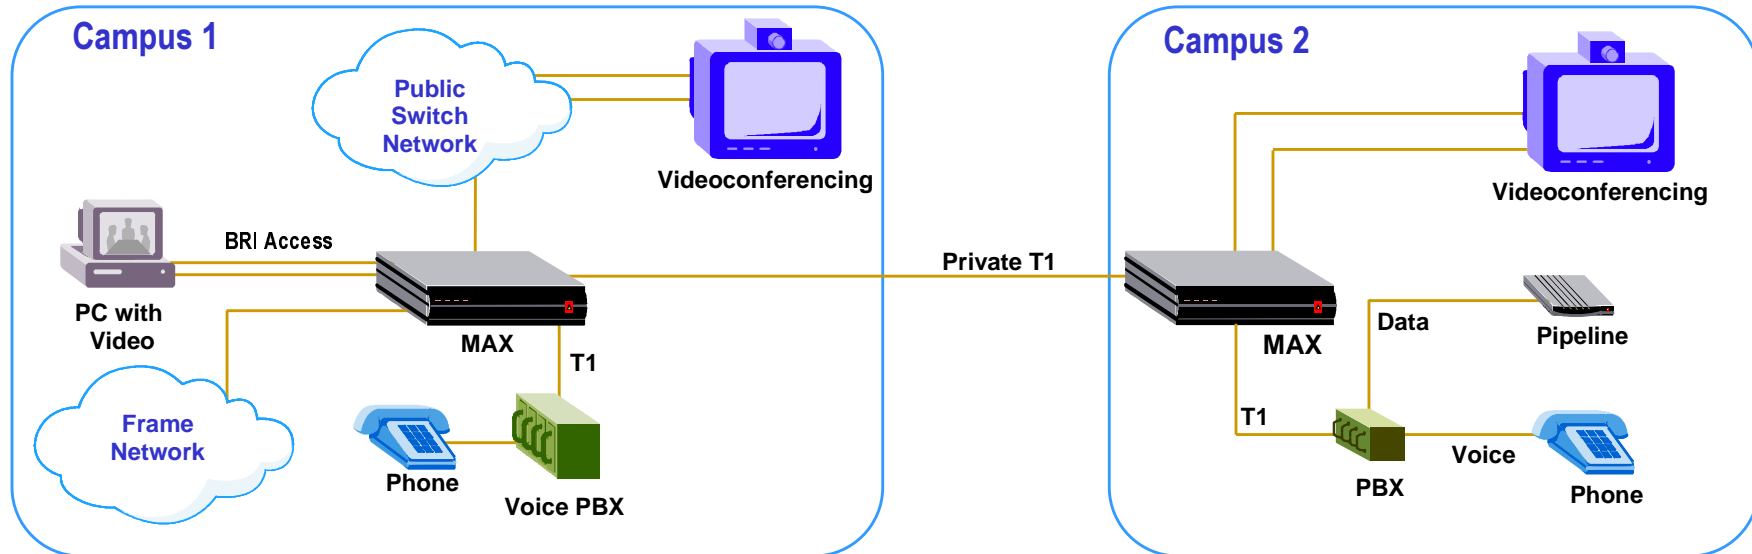 Campus 1
Public
Switch
Network
Videoconferencing
BRI Access
PC with
Video
MAX
T1
Frame
Network
Phone
Voice PBX
Private T1
Campus 2
Videoconferencing
MAX
Data
Pipeline
T1
Voice
PBX
Phone